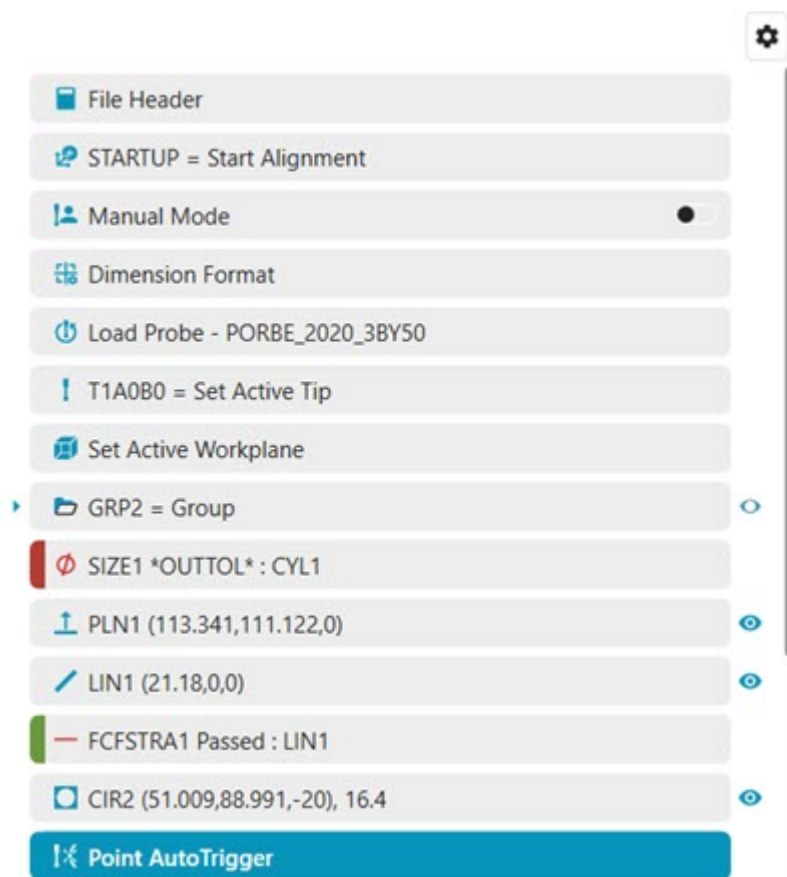 File Header
STARTUP = Start Alignment
Manual Mode
Dimension Format
Load Probe - PORBE_2020_3BY50
T1A0B0 = Set Active Tip
Set Active Workplane
GRP2 = Group
SIZE1 *OUTTOL* : CYL1
PLN1 (113.341,111.122,0)
LIN1 (21.18,0,0)
FCFSTRA1 Passed : LIN1
CIR2 (51.009,88.991,-20), 16.4
Point AutoTrigger